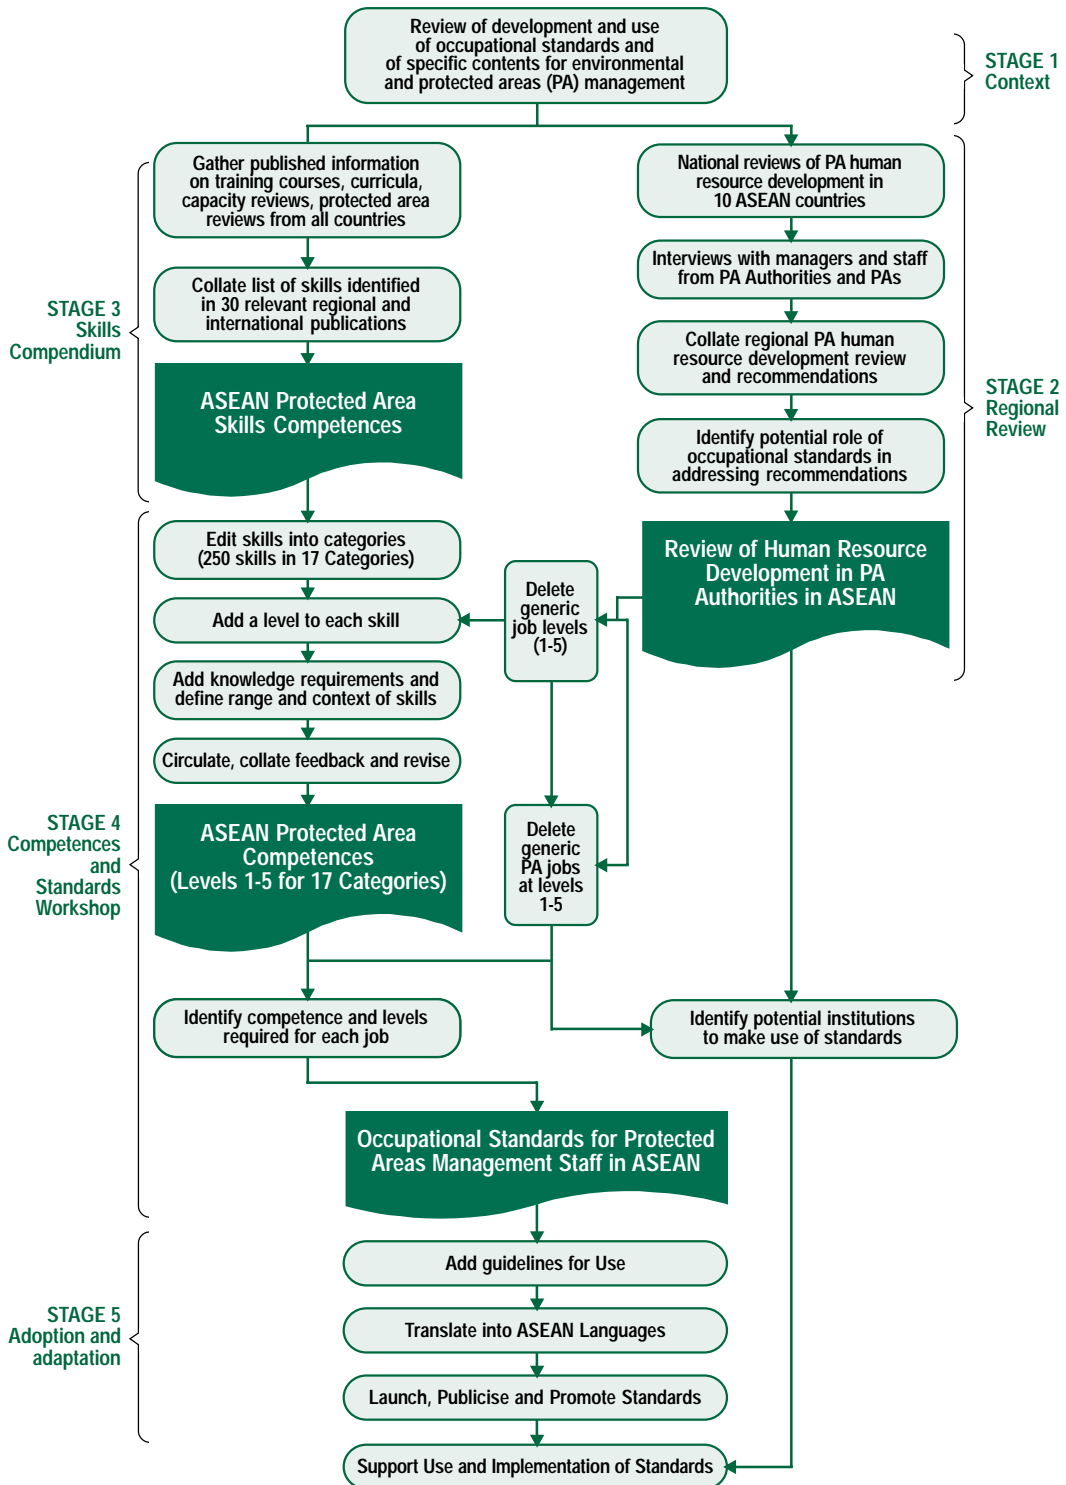 Review of development and use
of occupational standards and
of specific contents for environmental
and protected areas (PA) management
STAGE 1
Context
Gather published information
on training courses, curricula,
capacity reviews, protected area
reviews from all countries
National reviews of PA human
resource development in
10 ASEAN countries
Interviews with managers and staff
from PA Authorities and PAs
Collate list of skills identified
in 30 relevant regional and
international publications
STAGE 3
Skills
Compendium
Collate regional PA human
resource development review
and recommendations
STAGE 2
Regional
Review
ASEAN Protected Area
Skills Competences
Identify potential role of
occupational standards in
addressing recommendations
Edit skills into categories
(250 skills in 17 Categories)
Review of Human Resource
Development in PA
Authorities in ASEAN
Delete
generic
job levels
(1-5)
Add a level to each skill
Add knowledge requirements and
define range and context of skills
Circulate, collate feedback and revise
STAGE 4
Competences
and
Standards
Workshop
ASEAN Protected Area
Competences
(Levels 1-5 for 17 Categories)
Delete
generic
PA jobs
at levels
1-5
Identify competence and levels
required for each job
Identify potential institutions
to make use of standards
Occupational Standards for Protected
Areas Management Staff in ASEAN
Add guidelines for Use
STAGE 5
Adoption and
adaptation
Translate into ASEAN Languages
Launch, Publicise and Promote Standards
Support Use and Implementation of Standards